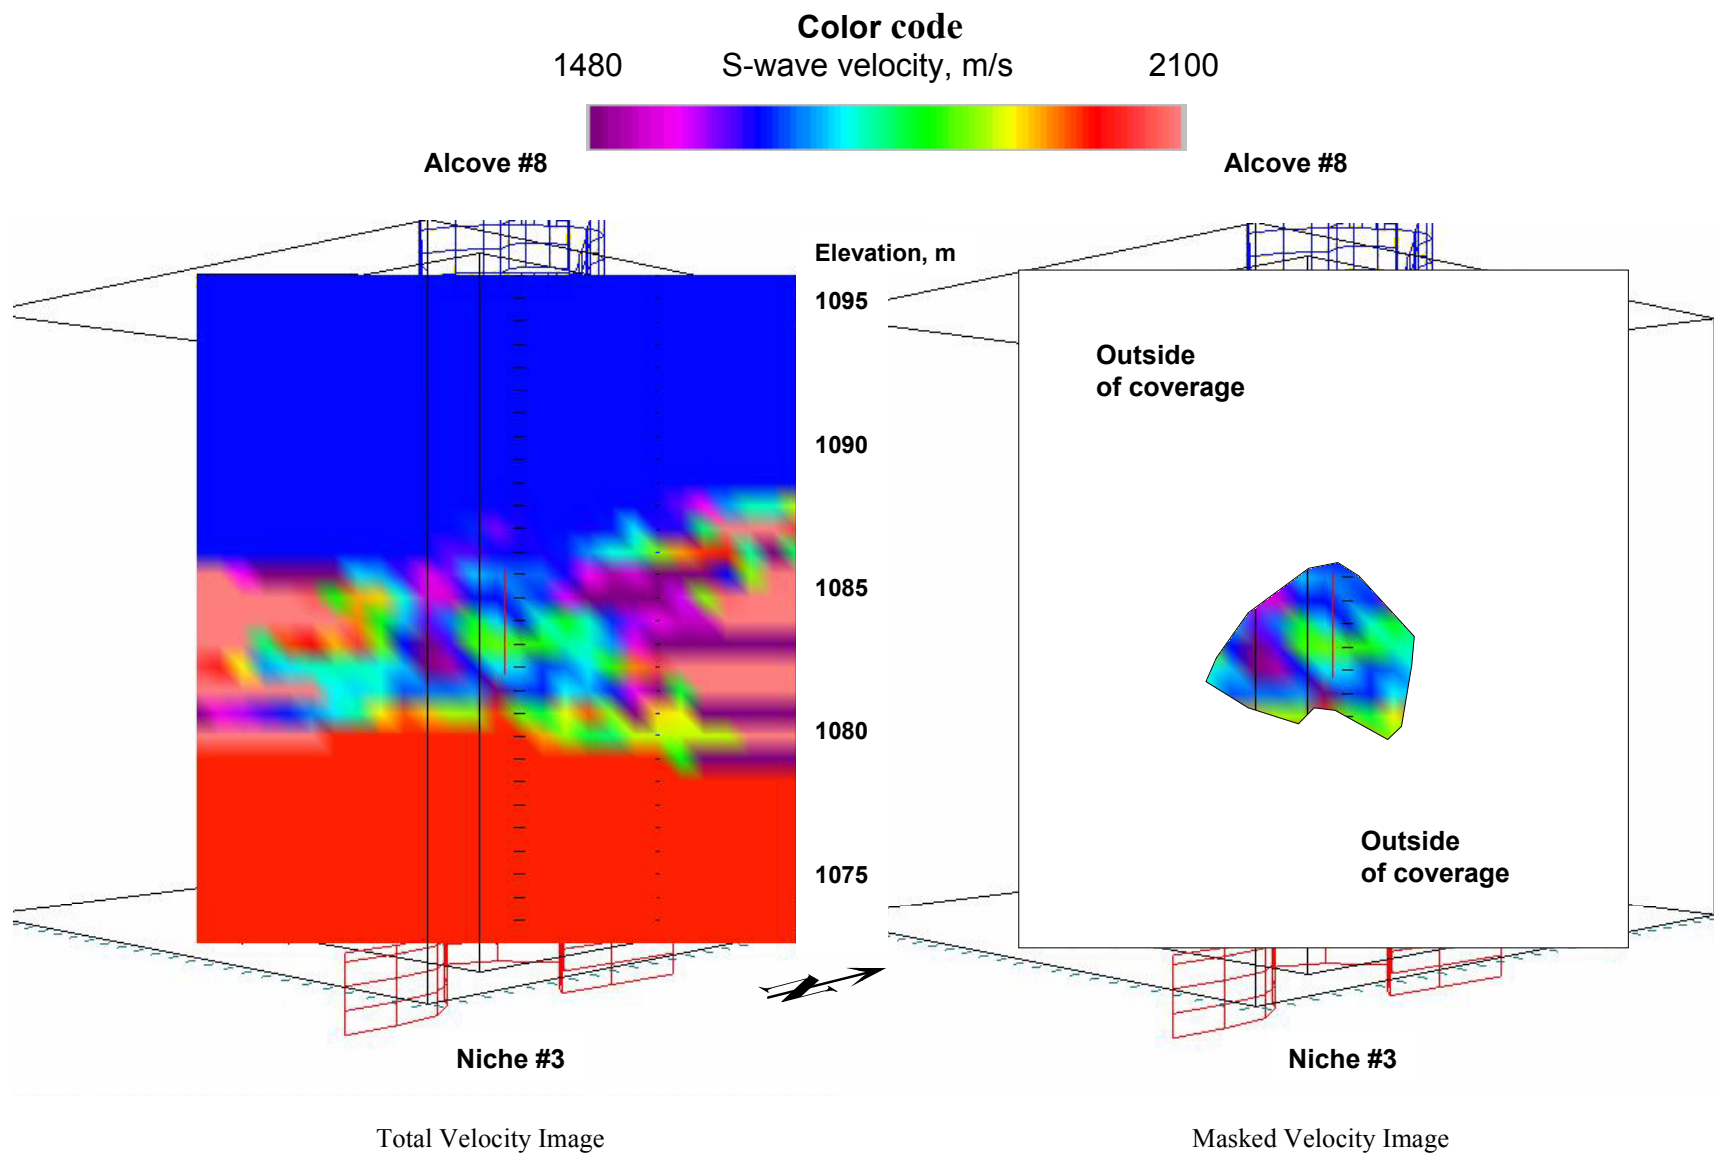 Color code
1480 S-wave velocity, m/s 2100
Alcove #8
Alcove #8
Elevation, m
1095
1090
1085
1080
1075
Outside
of coverage
Outside
of coverage
Niche #3
Niche #3
Total Velocity Image
Masked Velocity Image